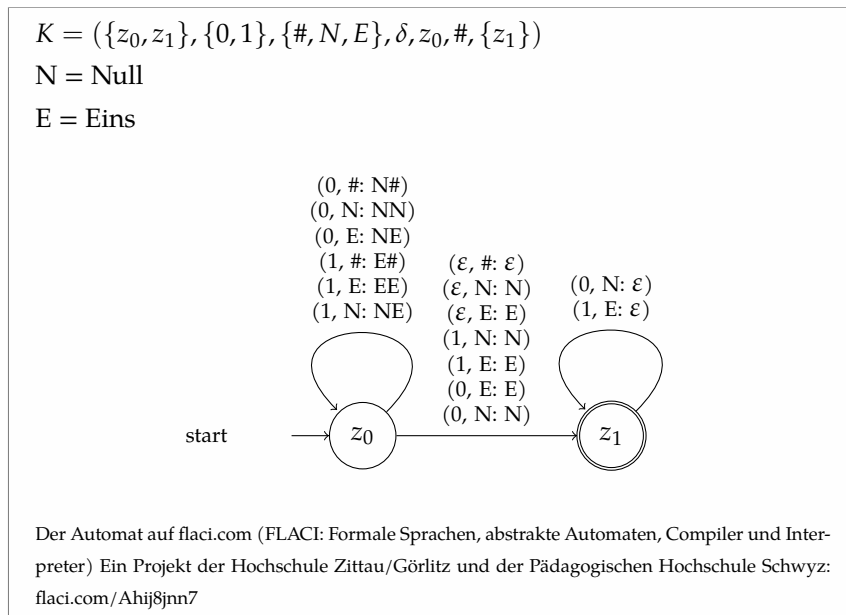 K = ({z₀, z₁}, {0, 1}, {#, N, E}, δ, z₀, #, {z₁})
N = Null
E = Eins
(0, #: N#)
(0, N: NN)
(0, E: NE)
(1, #: E#)
(1, E: EE)
(1, N: NE)
(ε, #: ε)
(ε, N: N)
(ε, E: E)
(1, N: N)
(1, E: E)
(0, E: E)
(0, N: N)
(0, N: ε)
(1, E: ε)
start
z₀
z₁
Der Automat auf flaci.com (FLACI: Formale Sprachen, abstrakte Automaten, Compiler und Inter-
preter) Ein Projekt der Hochschule Zittau/Görlitz und der Pädagogischen Hochschule Schwyz:
flaci.com/Ahij8jnn7